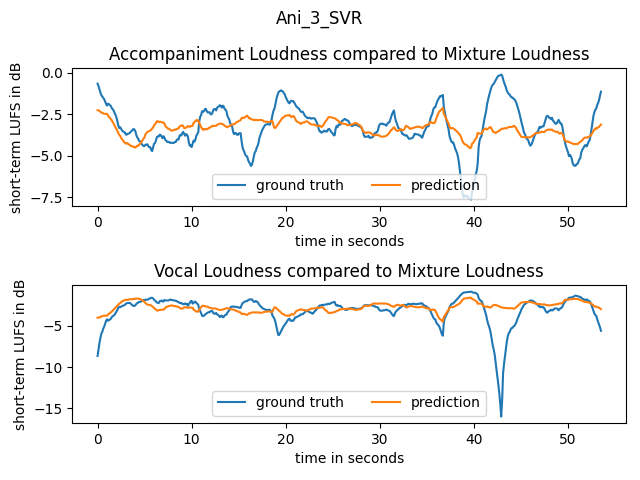 Ani_3_SVR
Accompaniment Loudness compared to Mixture Loudness
short-term LUFS in dB
0.0
−2.5
−5.0
−7.5
ground truth prediction
0 10 20 30 40 50
time in seconds
Vocal Loudness compared to Mixture Loudness
short-term LUFS in dB
−5
−10
−15
ground truth prediction
0 10 20 30 40 50
time in seconds